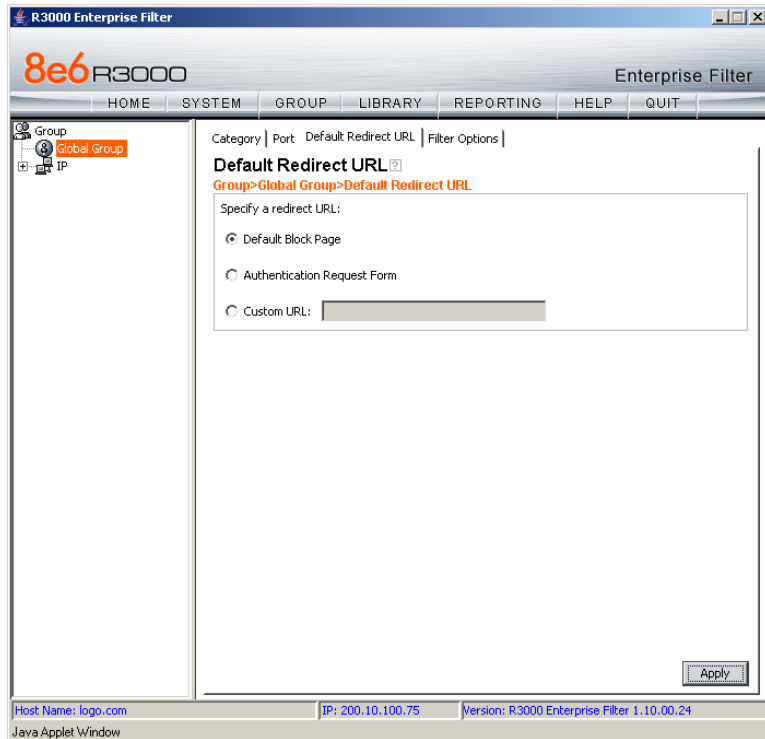 R3000 Enterprise Filter
8e6 R3000
Enterprise Filter
HOME SYSTEM GROUP LIBRARY REPORTING HELP QUIT
Group
Global Group
IP
Category Port Default Redirect URL Filter Options
Default Redirect URL ?
Group>Global Group>Default Redirect URL
Specify a redirect URL:
Default Block Page
Authentication Request Form
Custom URL:
Apply
Host Name: logo.com IP: 200.10.100.75 Version: R3000 Enterprise Filter 1.10.00.24
Java Applet Window